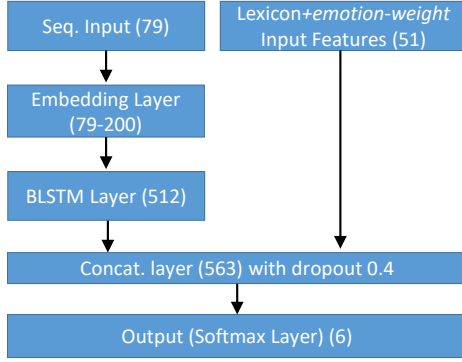 Seq. Input (79)
Lexicon+emotion-weight
Input Features (51)
Embedding Layer
(79-200)
BLSTM Layer (512)
Concat. layer (563) with dropout 0.4
Output (Softmax Layer) (6)